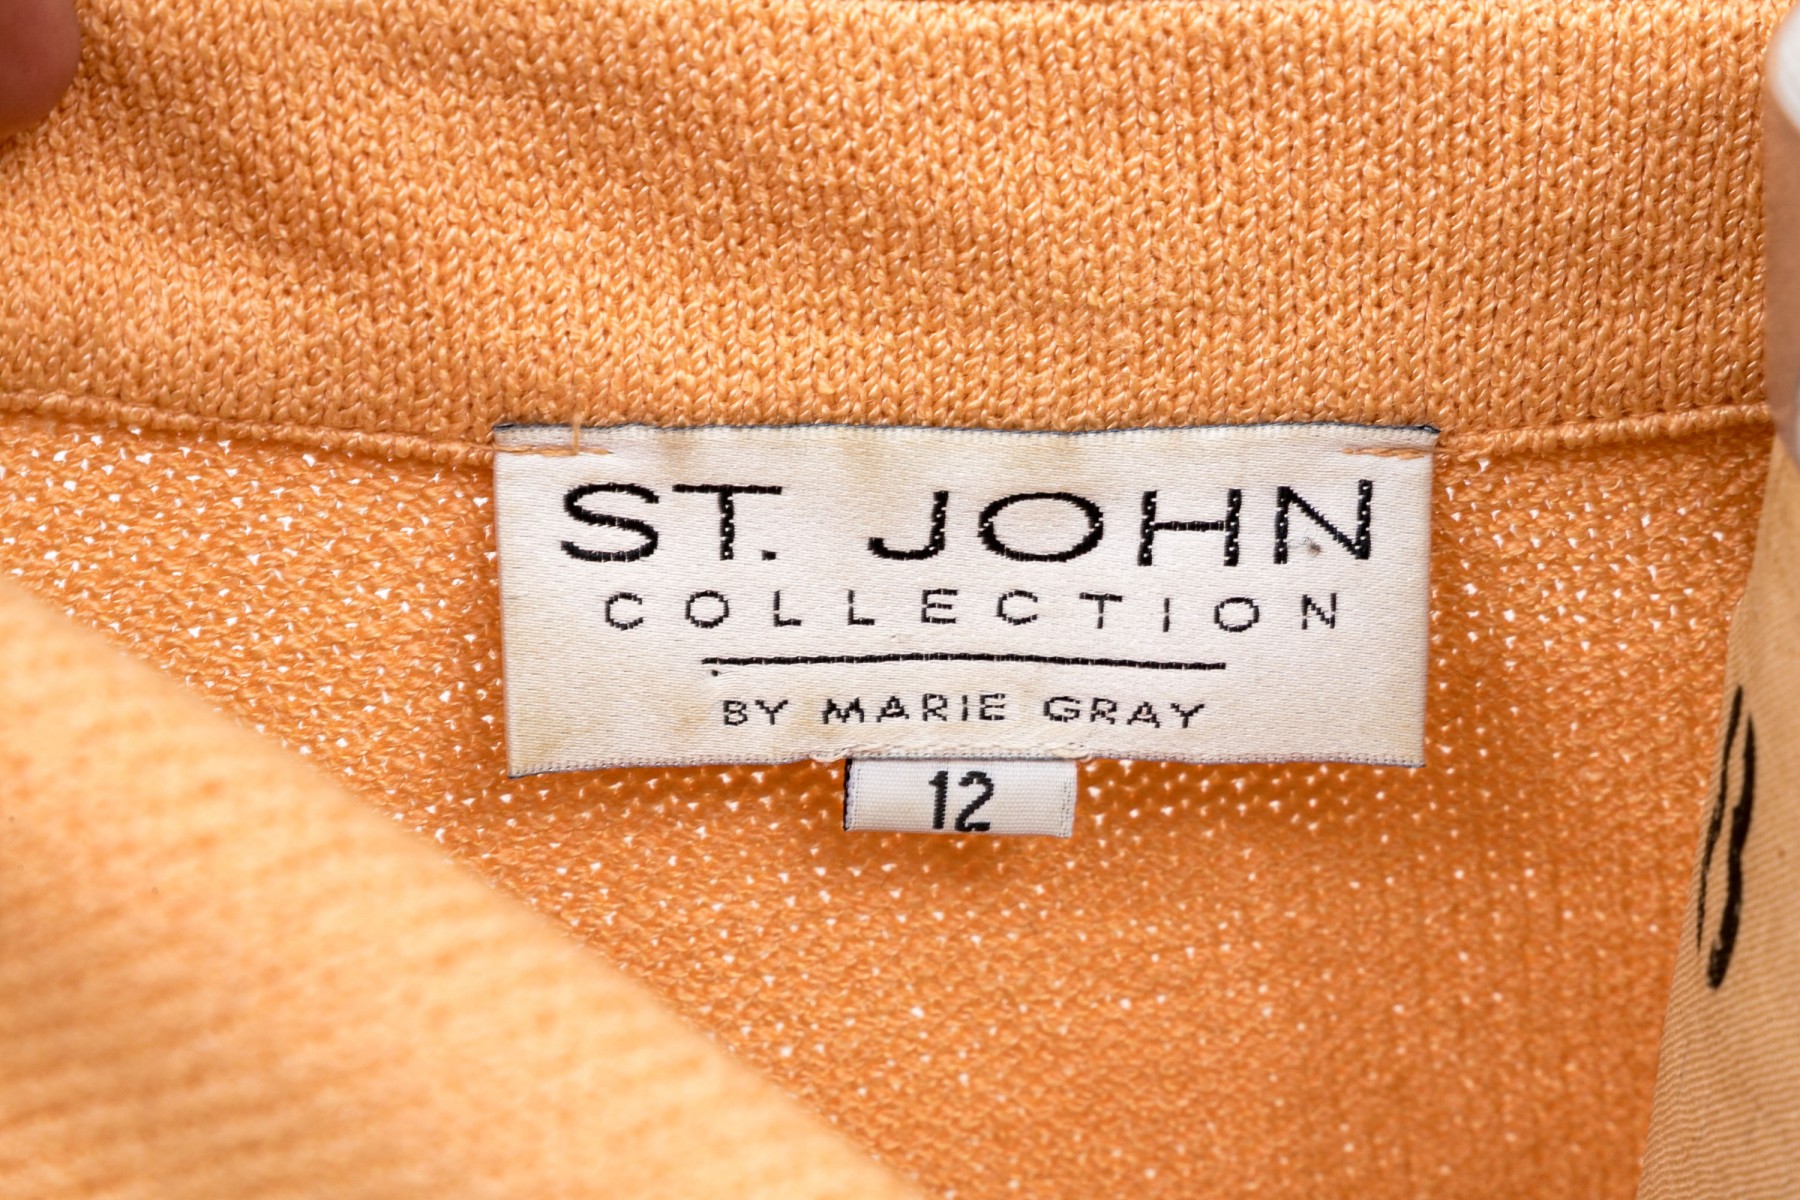 ST. JOHN
COLLECTION
BY MARIE GRAY
12